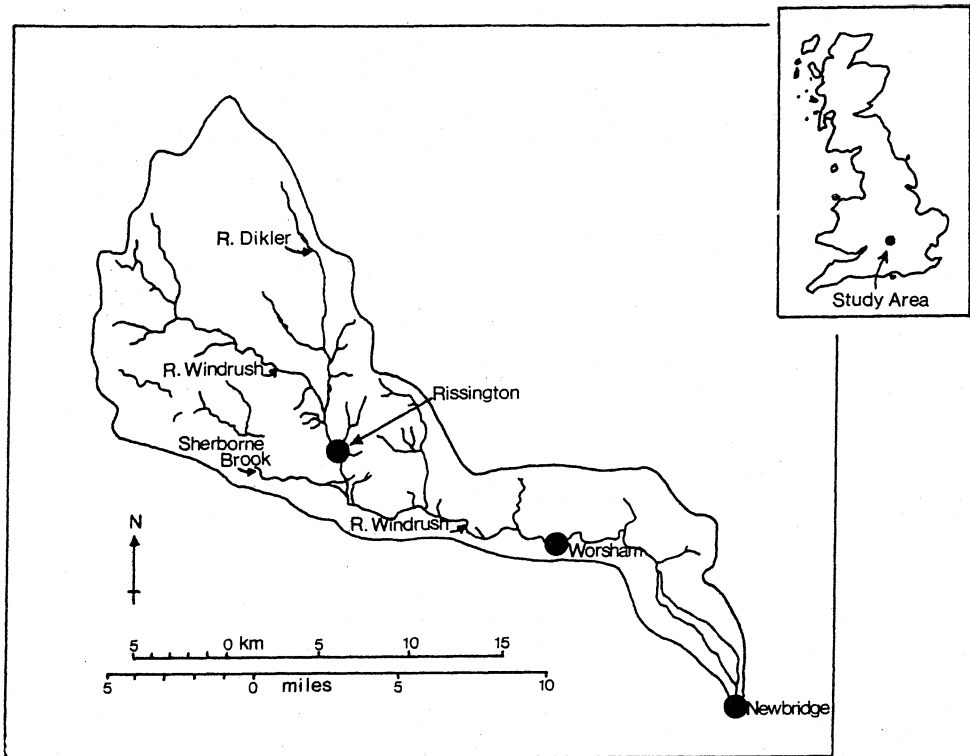 R. Dikler
Study Area
R. Windrush
Rissington
Sherborne
Brook
R. Windrush
Worsham
N
5 0 km 5 10 15
5 0 miles 5 10
Newbridge